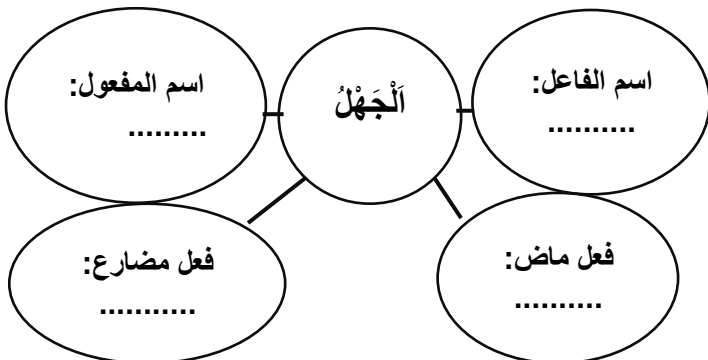 اسم الفاعل:
..........
اَلْجَهْلُ
اسم المفعول:
.........
فعل ماض:
..........
فعل مضارع:
...........